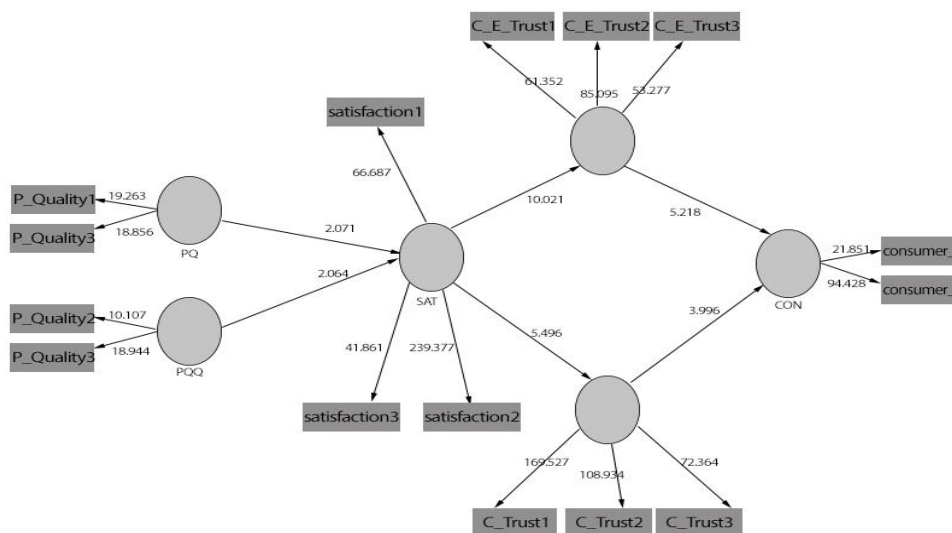 C_E_Trust1
C_E_Trust2
C_E_Trust3
61.352
85.095
53.277
satisfaction1
66.687
10.021
5.218
P_Quality1
19.263
P_Quality3
18.856
PQ
2.071
2.064
SAT
P_Quality2
10.107
P_Quality3
18.944
PQQ
41.861
239.377
5.496
3.996
21.851
consumer_
94.428
consumer_
CON
satisfaction3
satisfaction2
169.527
108.934
72.364
C_Trust1
C_Trust2
C_Trust3